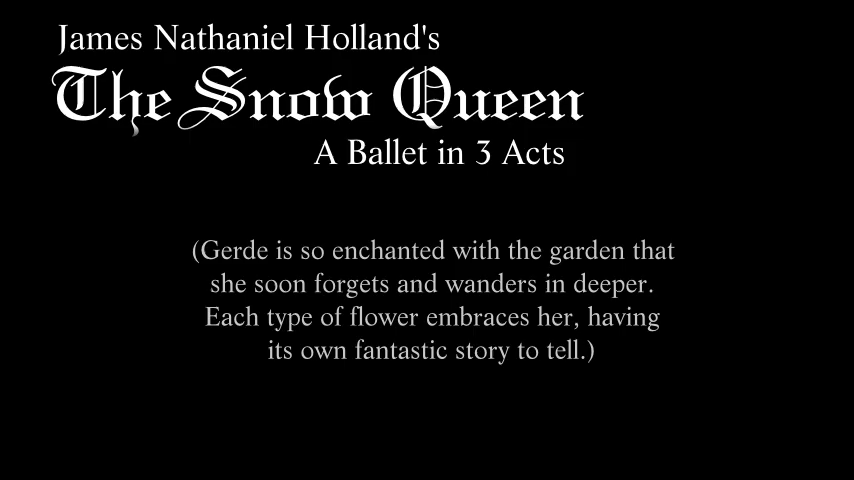 James Nathaniel Holland's
The Snow Queen
A Ballet in 3 Acts
(Gerde is so enchanted with the garden that
she soon forgets and wanders in deeper.
Each type of flower embraces her, having
its own fantastic story to tell.)